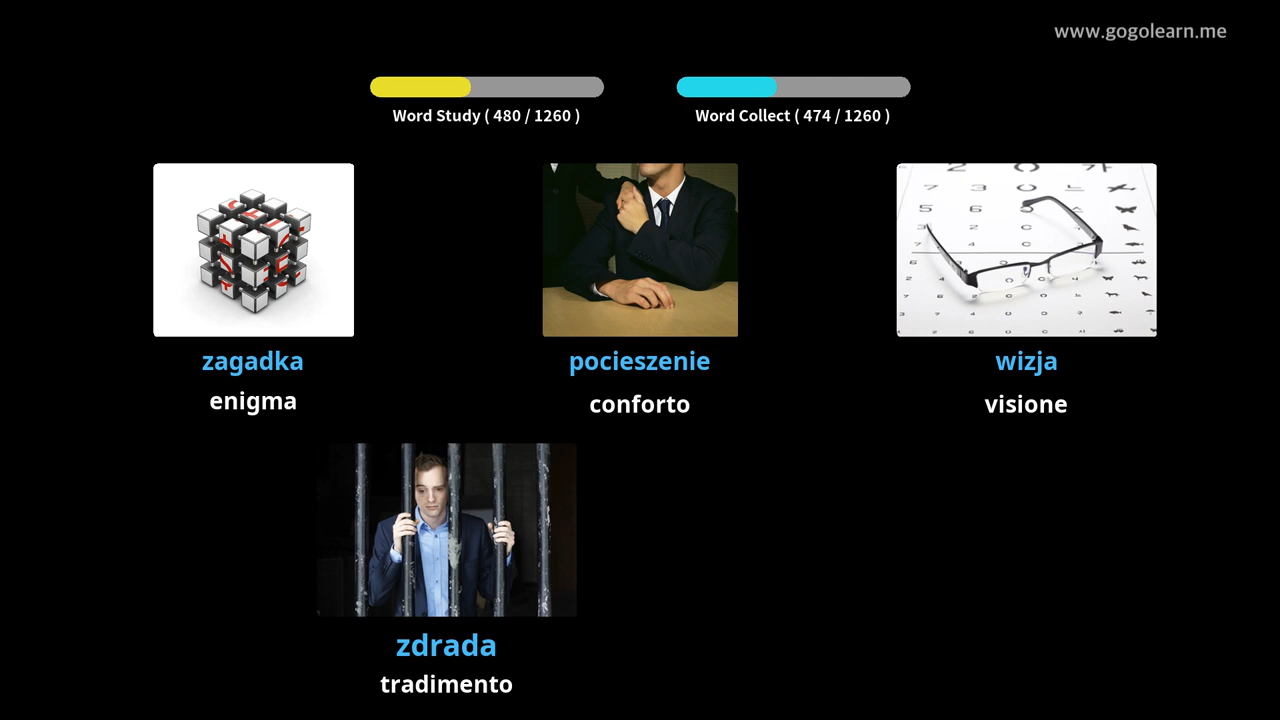 www.gogolearn.me
Word Study ( 480 / 1260 )
Word Collect ( 474 / 1260 )
zagadka
pocieszenie
wizja
enigma
conforto
visione
zdrada
tradimento